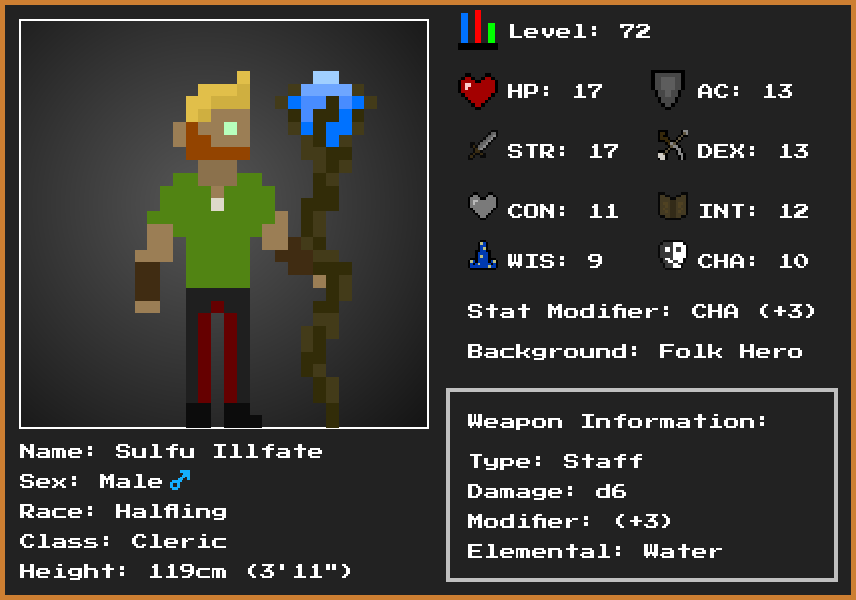 Level: 72
HP: 17 AC: 13
STR: 17 DEX: 13
CON: 11 INT: 12
WIS: 9 CHA: 10
Stat Modifier: CHA (+3)
Background: Folk Hero
Weapon Information:
Type: Staff
Damage: d6
Modifier: (+3)
Elemental: Water
Name: Sulfu Illfate
Sex: Male♂
Race: Halfling
Class: Cleric
Height: 119cm (3'11")